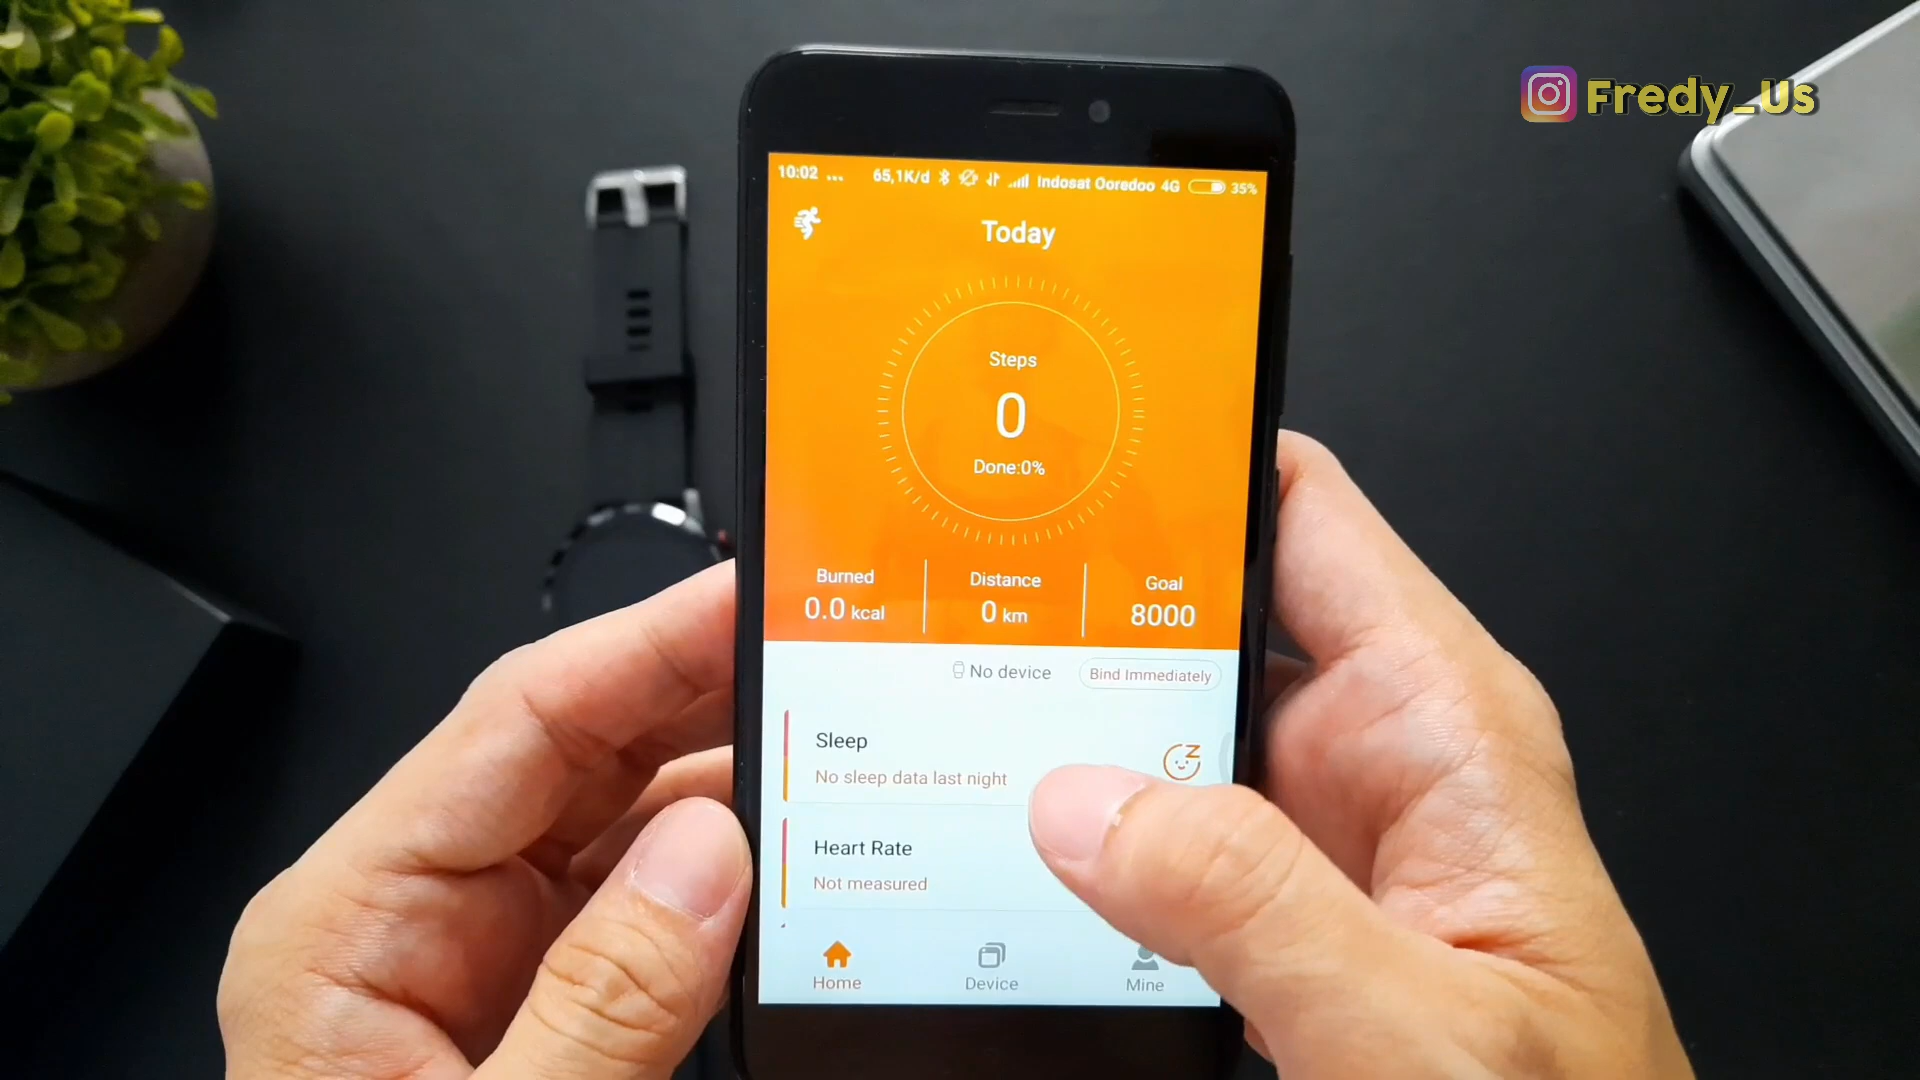 Fredy_Us
10:02 ... 65,1K/d Indosat Ooredoo 4G 35%
Today
Steps
0
Done:0%
Burned
0.0 kcal
Distance
0 km
Goal
8000
No device
Bind Immediately
Sleep
No sleep data last night
Heart Rate
Not measured
Home
Device
Mine